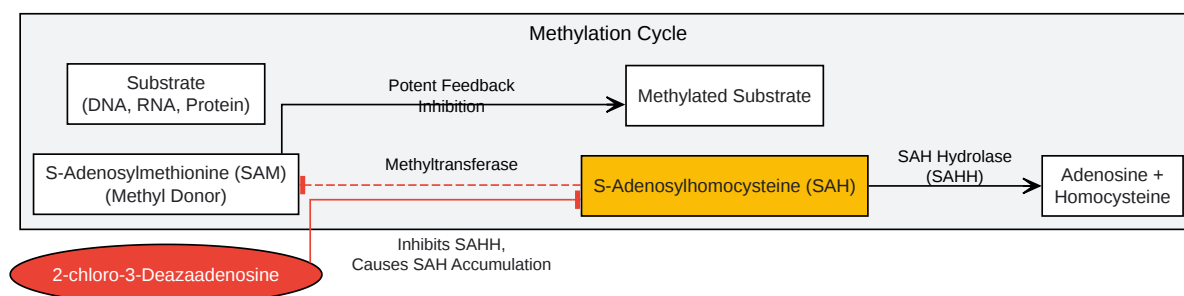 Methylation Cycle
Substrate
(DNA, RNA, Protein)
Potent Feedback
Inhibition
Methylated Substrate
S-Adenosylmethionine (SAM)
(Methyl Donor)
Methyltransferase
S-Adenosylhomocysteine (SAH)
SAH Hydrolase
(SAHH)
Adenosine +
Homocysteine
2-chloro-3-Deazaadenosine
Inhibits SAHH,
Causes SAH Accumulation